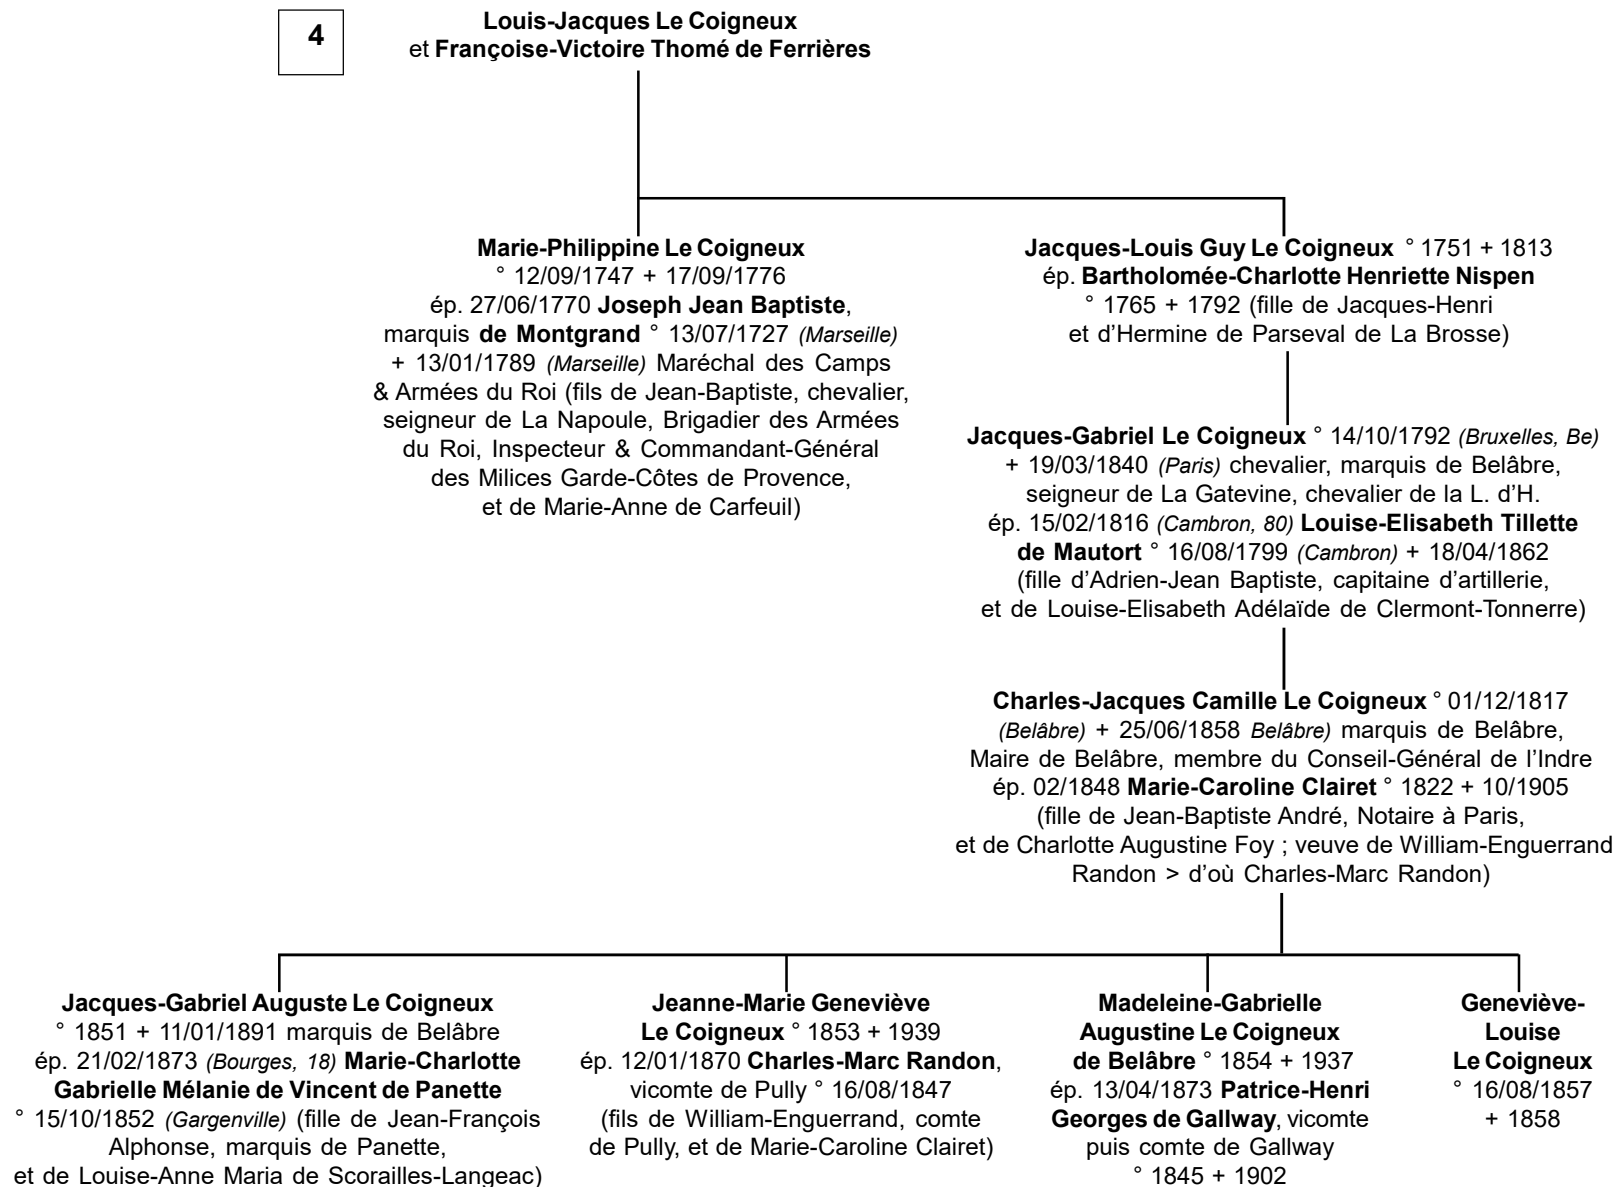 4
Louis-Jacques Le Coigneux
et Françoise-Victoire Thomé de Ferrières
Marie-Philippine Le Coigneux
° 12/09/1747 + 17/09/1776
ép. 27/06/1770 Joseph Jean Baptiste,
marquis de Montgrand ° 13/07/1727 (Marseille)
+ 13/01/1789 (Marseille) Maréchal des Camps
& Armées du Roi (fils de Jean-Baptiste, chevalier,
seigneur de La Napoule, Brigadier des Armées
du Roi, Inspecteur & Commandant-Général
des Milices Garde-Côtes de Provence,
et de Marie-Anne de Carfeuil)
Jacques-Louis Guy Le Coigneux ° 1751 + 1813
ép. Bartholomée-Charlotte Henriette Nispen
° 1765 + 1792 (fille de Jacques-Henri
et d'Hermine de Parseval de La Brosse)
Jacques-Gabriel Le Coigneux ° 14/10/1792 (Bruxelles, Be)
+ 19/03/1840 (Paris) chevalier, marquis de Belâbre,
seigneur de La Gatevine, chevalier de la L. d'H.
ép. 15/02/1816 (Cambron, 80) Louise-Elisabeth Tillette
de Mautort ° 16/08/1799 (Cambron) + 18/04/1862
(fille d'Adrien-Jean Baptiste, capitaine d'artillerie,
et de Louise-Elisabeth Adélaïde de Clermont-Tonnerre)
Charles-Jacques Camille Le Coigneux ° 01/12/1817
(Belâbre) + 25/06/1858 Belâbre) marquis de Belâbre,
Maire de Belâbre, membre du Conseil-Général de l'Indre
ép. 02/1848 Marie-Caroline Clairet ° 1822 + 10/1905
(fille de Jean-Baptiste André, Notaire à Paris,
et de Charlotte Augustine Foy ; veuve de William-Enguerrand
Randon > d'où Charles-Marc Randon)
Jacques-Gabriel Auguste Le Coigneux
° 1851 + 11/01/1891 marquis de Belâbre
ép. 21/02/1873 (Bourges, 18) Marie-Charlotte
Gabrielle Mélanie de Vincent de Panette
° 15/10/1852 (Gargenville) (fille de Jean-François
Alphonse, marquis de Panette,
et de Louise-Anne Maria de Scorailles-Langeac)
Jeanne-Marie Geneviève
Le Coigneux ° 1853 + 1939
ép. 12/01/1870 Charles-Marc Randon,
vicomte de Pully ° 16/08/1847
(fils de William-Enguerrand, comte
de Pully, et de Marie-Caroline Clairet)
Madeleine-Gabrielle
Augustine Le Coigneux
de Belâbre ° 1854 + 1937
ép. 13/04/1873 Patrice-Henri
Georges de Gallway, vicomte
puis comte de Gallway
° 1845 + 1902
Geneviève-
Louise
Le Coigneux
° 16/08/1857
+ 1858